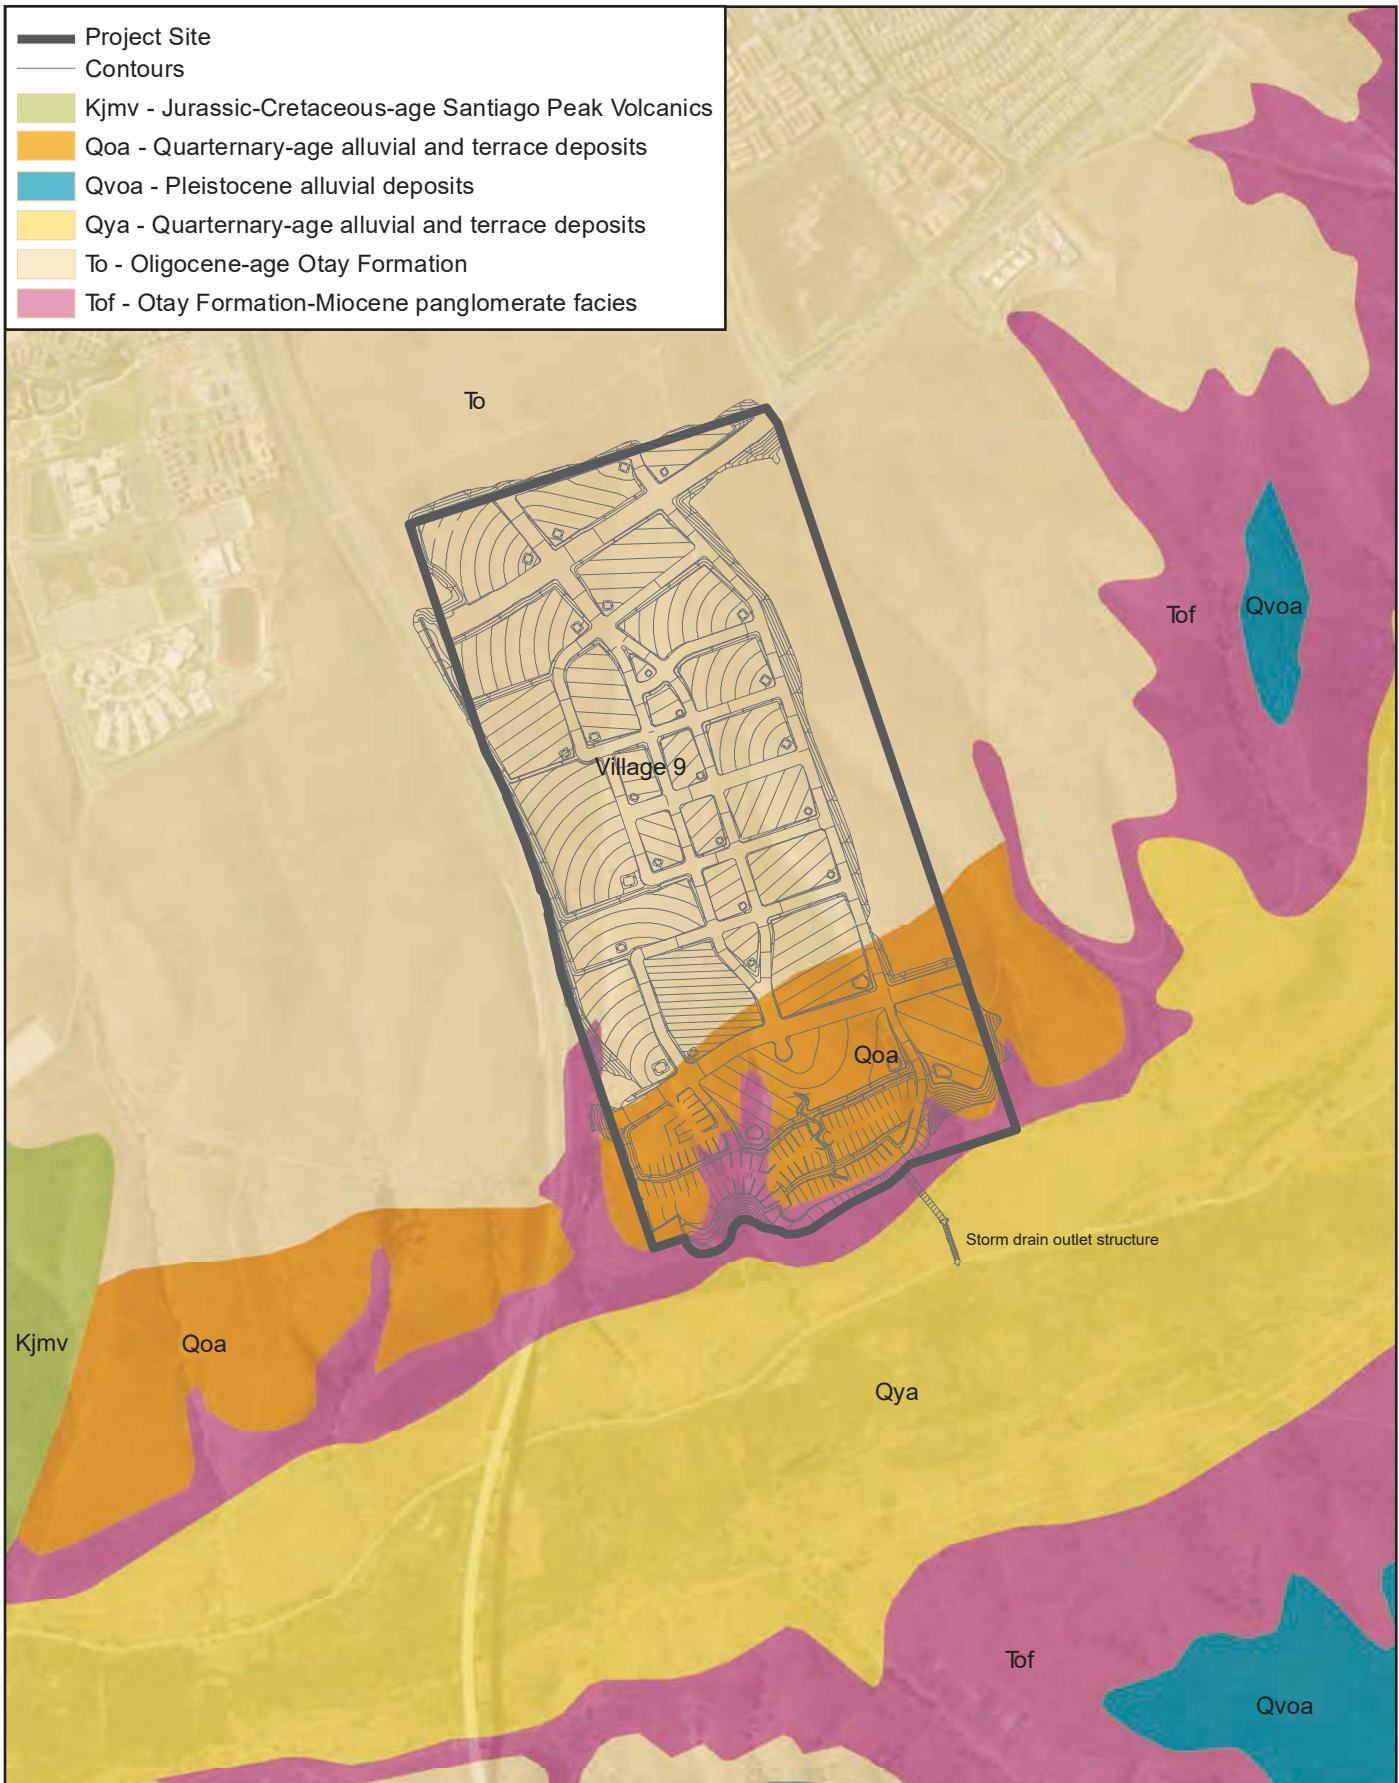 Project Site
Contours
Kjmv - Jurassic-Cretaceous-age Santiago Peak Volcanics
Qoa - Quarternary-age alluvial and terrace deposits
Qvoa - Pleistocene alluvial deposits
Qya - Quarternary-age alluvial and terrace deposits
To - Oligocene-age Otay Formation
Tof - Otay Formation-Miocene panglomerate facies
To
Qvoa
Tof
Village 9
Qoa
Storm drain outlet structure
Kjmv
Qoa
Qya
Tof
Qvoa